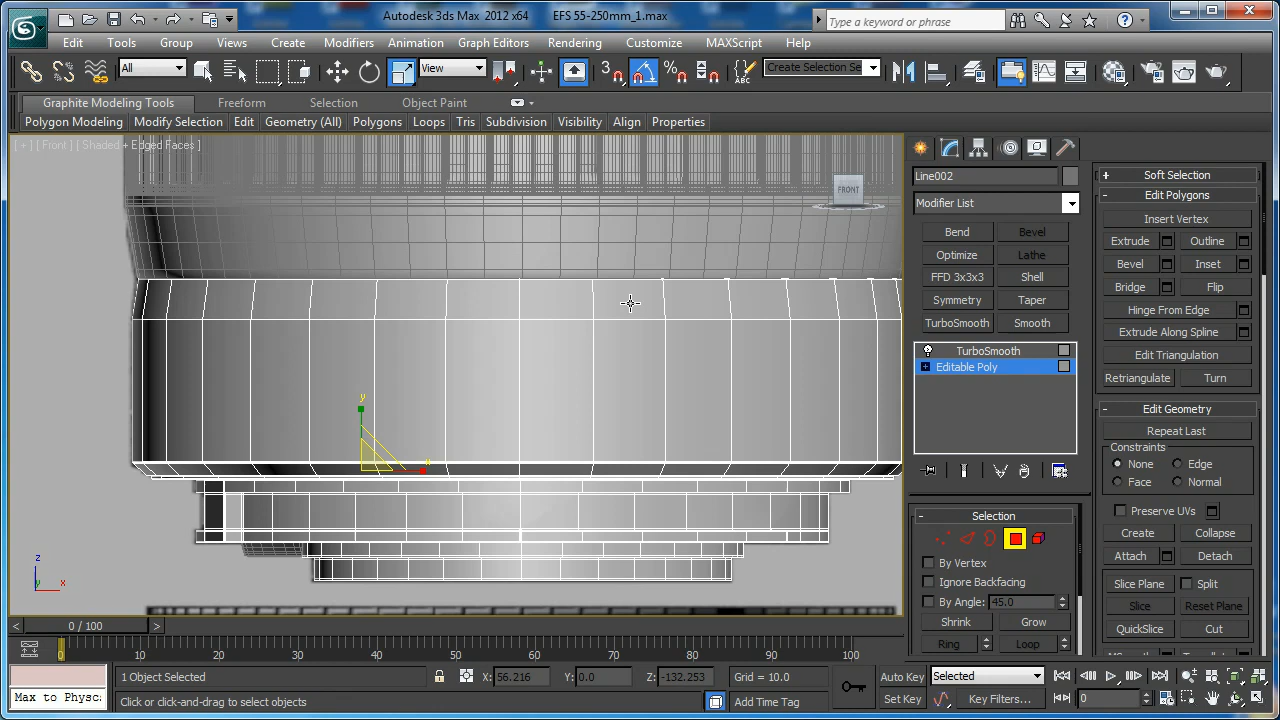 Autodesk 3ds Max 2012 x64 EFS 55-250mm_1.max
Type a keyword or phrase
Edit Tools Group Views Create Modifiers Animation Graph Editors Rendering Customize MAXScript Help
All View 3 Create Selection Se
Graphite Modeling Tools Freeform Selection Object Paint
Polygon Modeling Modify Selection Edit Geometry (All) Polygons Loops Tris Subdivision Visibility Align Properties
[ + ] [ Front ] [ Shaded + Edged Faces ]
FRONT
y
x
z
y x
Line002
Modifier List
Bend Bevel
Optimize Lathe
FFD 3x3x3 Shell
Symmetry Taper
TurboSmooth Smooth
TurboSmooth
Editable Poly
- Selection
By Vertex
Ignore Backfacing
By Angle: 45.0
Shrink Grow
Ring Loop
+ Soft Selection
- Edit Polygons
Insert Vertex
Extrude Outline
Bevel Inset
Bridge Flip
Hinge From Edge
Extrude Along Spline
Edit Triangulation
Retriangulate Turn
- Edit Geometry
Repeat Last
Constraints
None Edge
Face Normal
Preserve UVs
Create Collapse
Attach Detach
Slice Plane Split
Slice Reset Plane
QuickSlice Cut
< 0 / 100 >
0 10 20 30 40 50 60 70 80 90 100
1 Object Selected X: 56.216 Y: 0.0 Z: -132.253 Grid = 10.0 Auto Key Selected
Max to Physc: Click or click-and-drag to select objects Add Time Tag Set Key Key Filters... 0